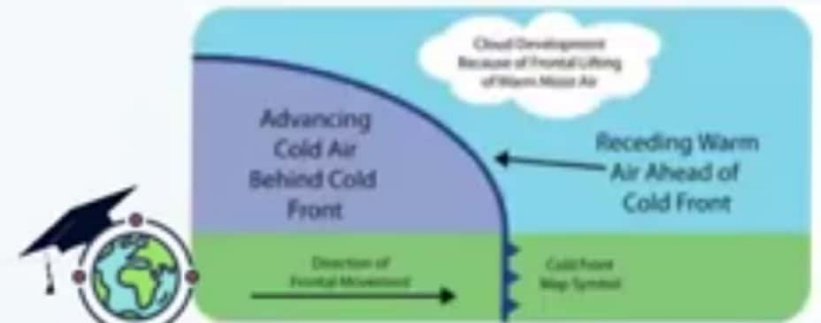 Cloud Development
Because of Frontal Lifting
of Warm Moist Air
Advancing
Cold Air
Behind Cold
Front
Receding Warm
Air Ahead of
Cold Front
Direction of
Frontal Movement
Cold Front
Map Symbol